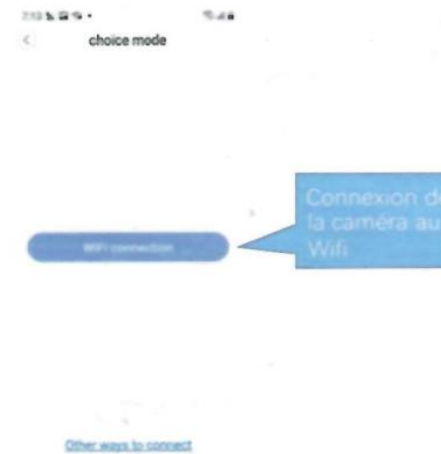 choice mode
Connexion de
la caméra au
Wifi
WiFi connection
Other ways to connect